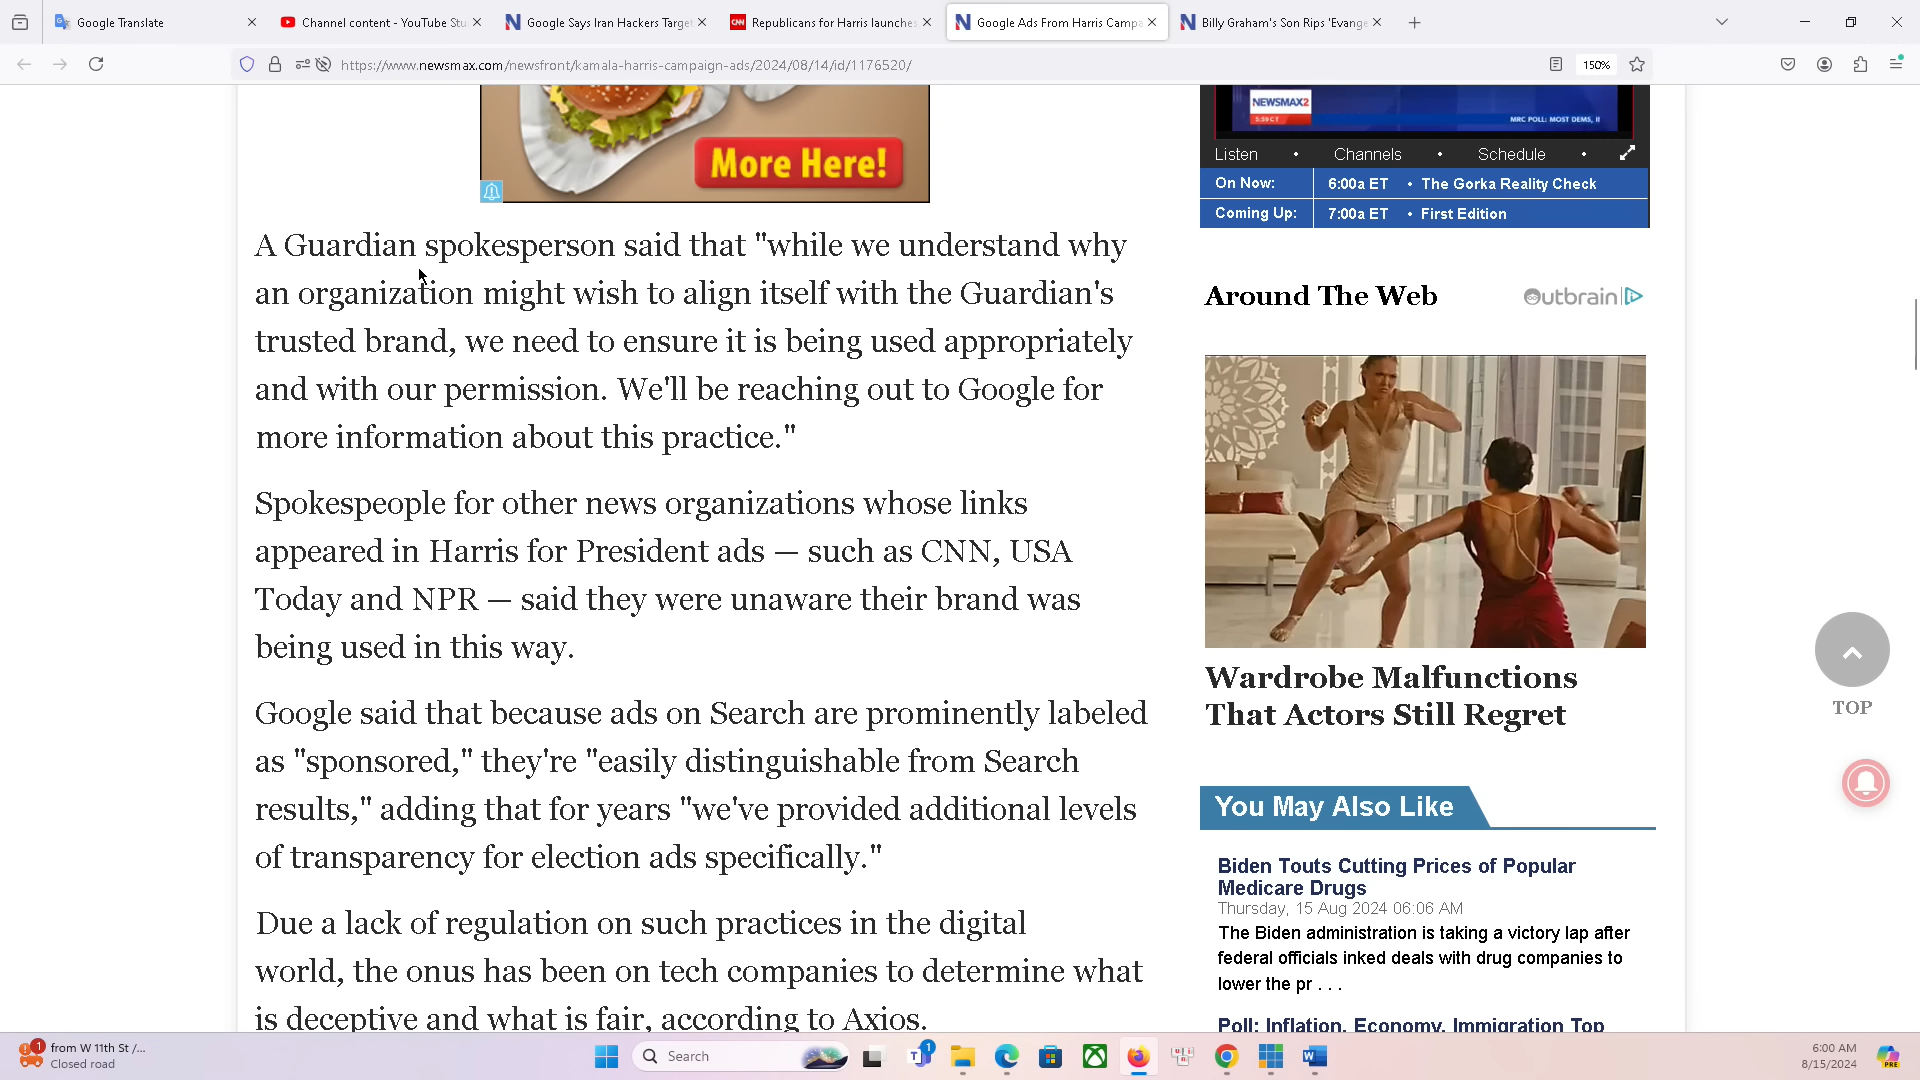 Google Translate
Channel content - YouTube Stu
Google Says Iran Hackers Target
Republicans for Harris launches
Google Ads From Harris Campa
Billy Graham's Son Rips 'Evange
https://www.newsmax.com/newsfront/kamala-harris-campaign-ads/2024/08/14/id/1176520/
150%
More Here!
A Guardian spokesperson said that "while we understand why
an organization might wish to align itself with the Guardian's
trusted brand, we need to ensure it is being used appropriately
and with our permission. We'll be reaching out to Google for
more information about this practice."
Spokespeople for other news organizations whose links
appeared in Harris for President ads — such as CNN, USA
Today and NPR — said they were unaware their brand was
being used in this way.
Google said that because ads on Search are prominently labeled
as "sponsored," they're "easily distinguishable from Search
results," adding that for years "we've provided additional levels
of transparency for election ads specifically."
Due a lack of regulation on such practices in the digital
world, the onus has been on tech companies to determine what
is deceptive and what is fair, according to Axios.
NEWSMAX2
5:59 CT
MRC POLL: MOST DEMS, II
Listen • Channels • Schedule •
On Now: 6:00a ET • The Gorka Reality Check
Coming Up: 7:00a ET • First Edition
Around The Web
Outbrain
Wardrobe Malfunctions
That Actors Still Regret
You May Also Like
Biden Touts Cutting Prices of Popular
Medicare Drugs
Thursday, 15 Aug 2024 06:06 AM
The Biden administration is taking a victory lap after
federal officials inked deals with drug companies to
lower the pr . . .
Poll: Inflation, Economy, Immigration Top
TOP
1
from W 11th St /...
Closed road
Search
1
6:00 AM
8/15/2024
PRE